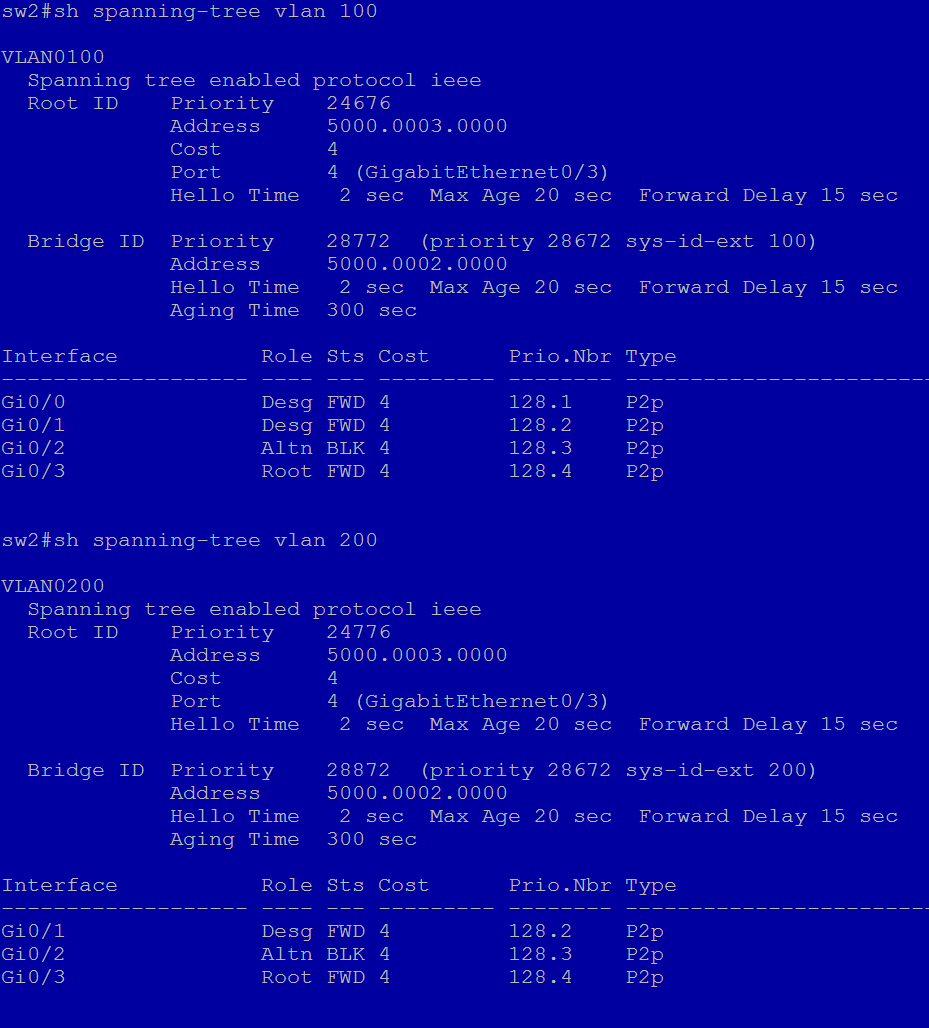 sw2#sh spanning-tree vlan 100
VLAN0100
  Spanning tree enabled protocol ieee
  Root ID    Priority    24676
             Address     5000.0003.0000
             Cost        4
             Port        4 (GigabitEthernet0/3)
             Hello Time   2 sec  Max Age 20 sec  Forward Delay 15 sec
  Bridge ID  Priority    28772  (priority 28672 sys-id-ext 100)
             Address     5000.0002.0000
             Hello Time   2 sec  Max Age 20 sec  Forward Delay 15 sec
             Aging Time  300 sec
Interface           Role Sts Cost      Prio.Nbr Type
------------------- ---- --- --------- -------- ------------------------
Gi0/0               Desg FWD 4         128.1    P2p
Gi0/1               Desg FWD 4         128.2    P2p
Gi0/2               Altn BLK 4         128.3    P2p
Gi0/3               Root FWD 4         128.4    P2p
sw2#sh spanning-tree vlan 200
VLAN0200
  Spanning tree enabled protocol ieee
  Root ID    Priority    24776
             Address     5000.0003.0000
             Cost        4
             Port        4 (GigabitEthernet0/3)
             Hello Time   2 sec  Max Age 20 sec  Forward Delay 15 sec
  Bridge ID  Priority    28872  (priority 28672 sys-id-ext 200)
             Address     5000.0002.0000
             Hello Time   2 sec  Max Age 20 sec  Forward Delay 15 sec
             Aging Time  300 sec
Interface           Role Sts Cost      Prio.Nbr Type
------------------- ---- --- --------- -------- ------------------------
Gi0/1               Desg FWD 4         128.2    P2p
Gi0/2               Altn BLK 4         128.3    P2p
Gi0/3               Root FWD 4         128.4    P2p